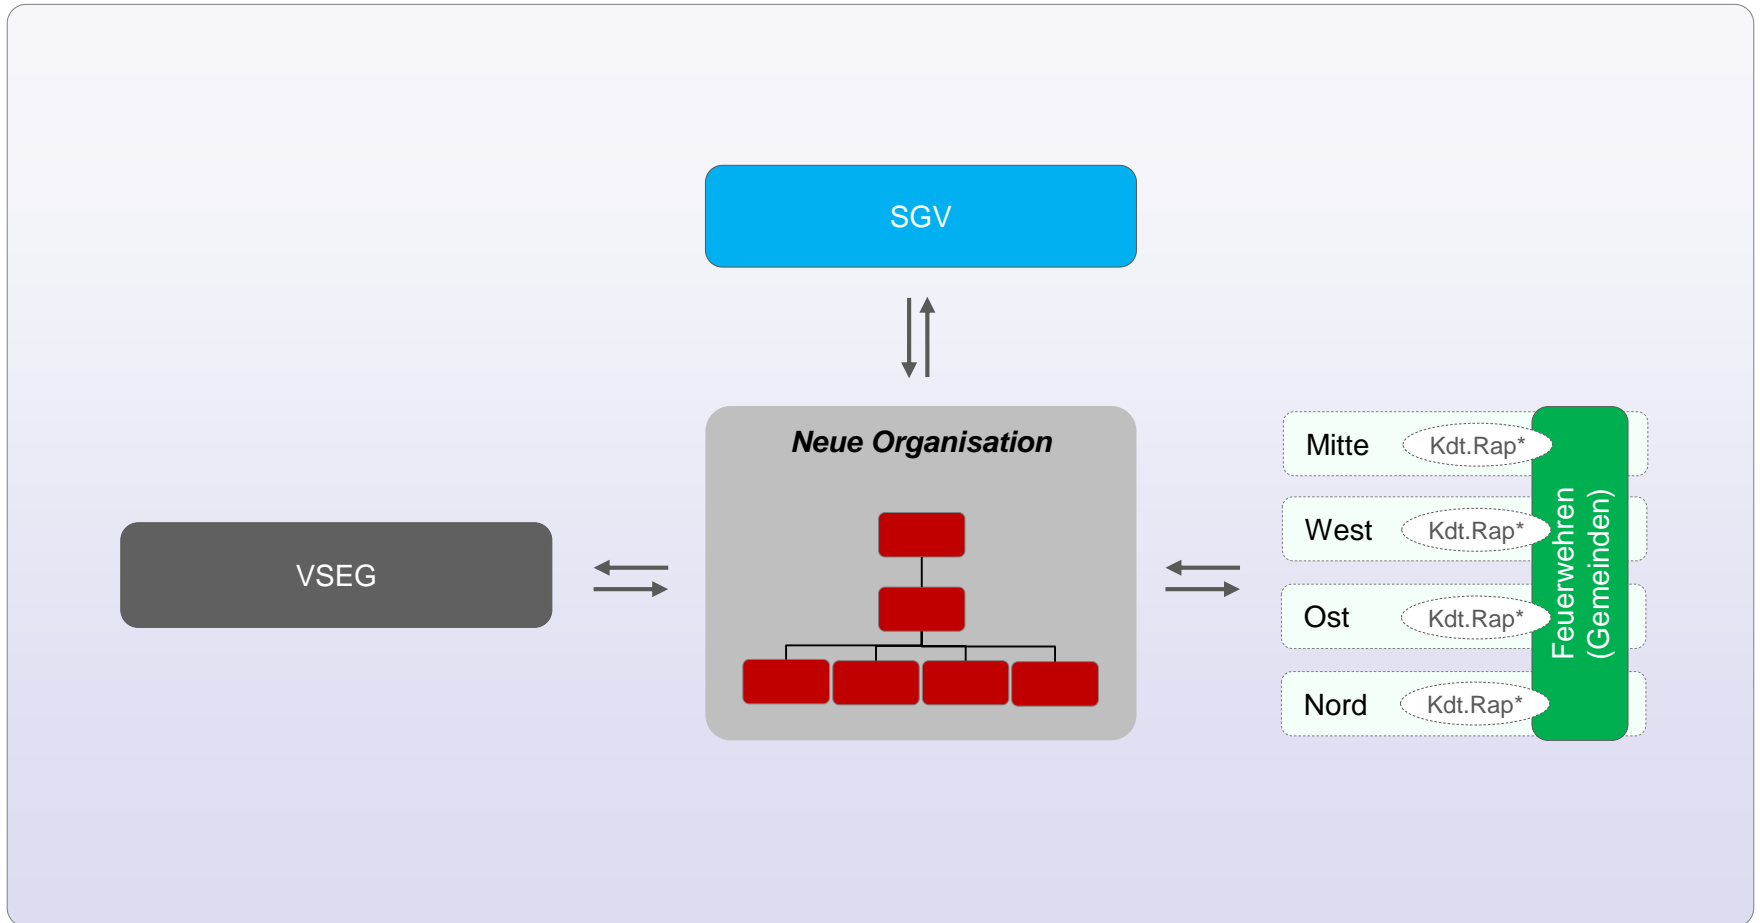 SGV
Neue Organisation
VSEG
Mitte Kdt.Rap*
West Kdt.Rap*
Ost Kdt.Rap*
Nord Kdt.Rap*
Feuerwehren
(Gemeinden)